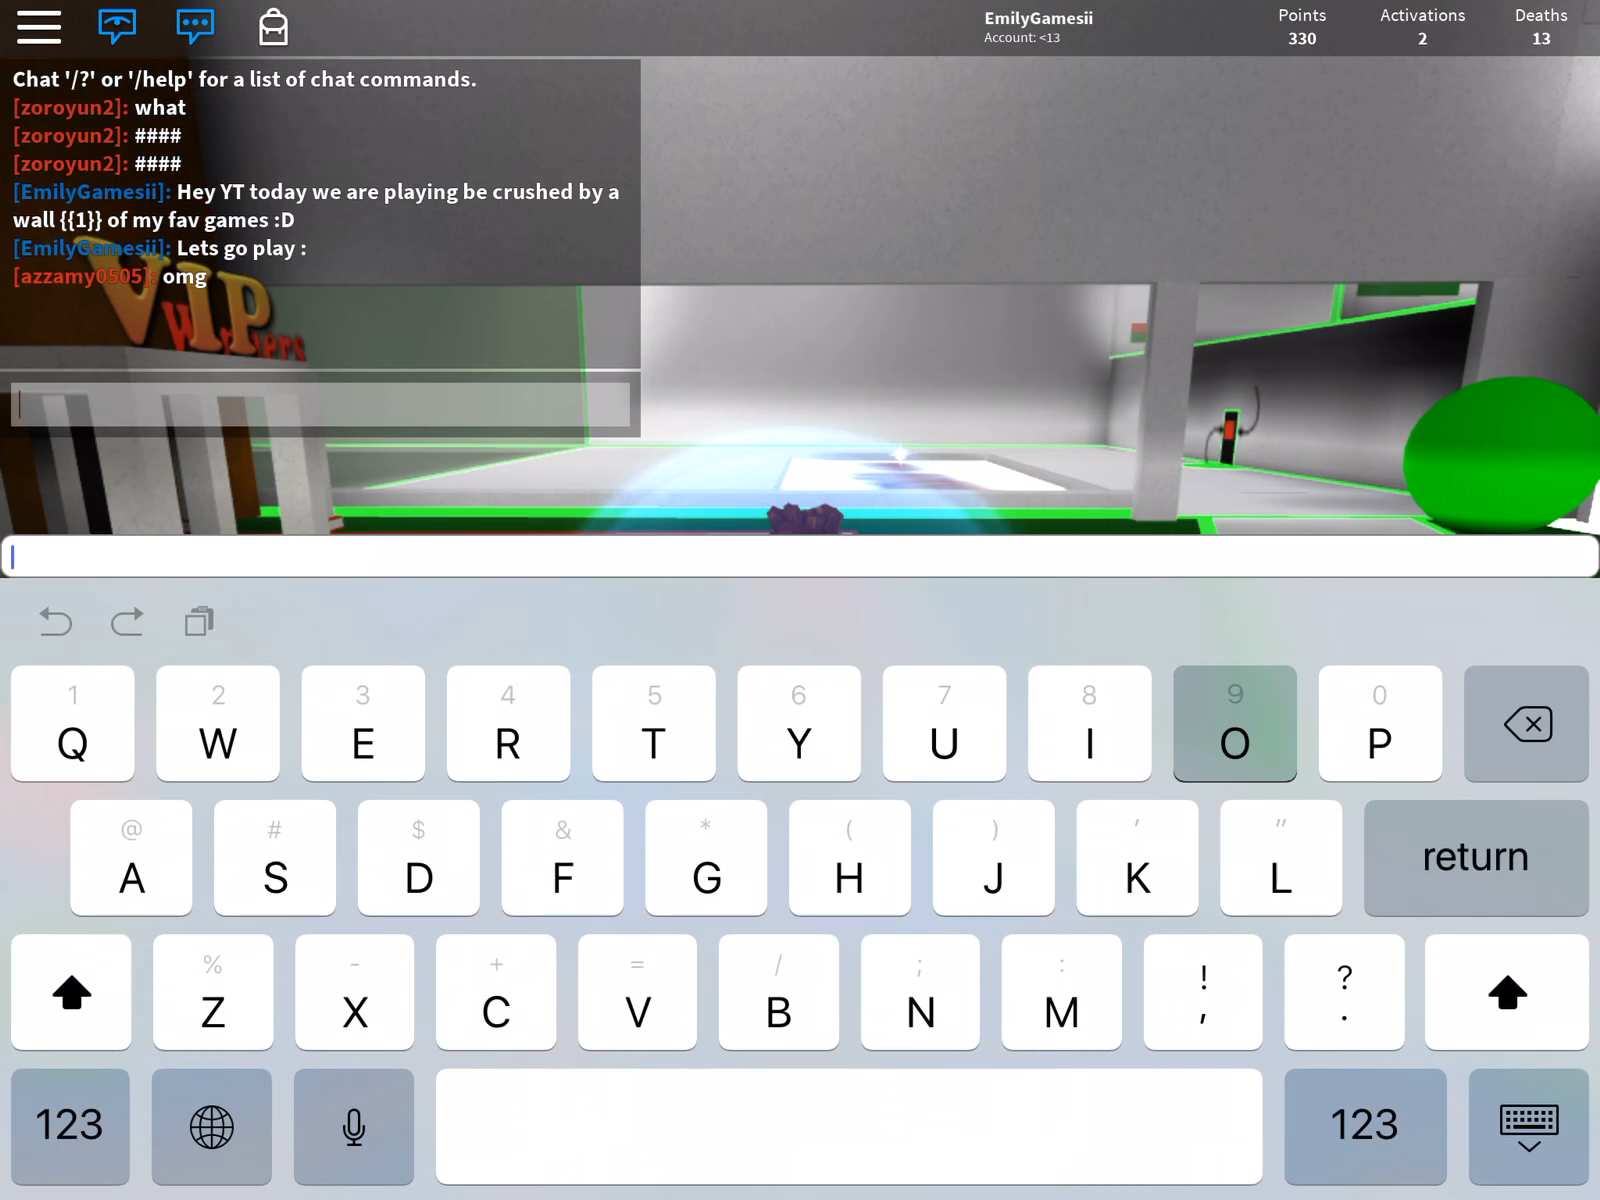 EmilyGamesii
Account: <13
Points
330
Activations
2
Deaths
13
Chat '/?' or '/help' for a list of chat commands.
[zoroyun2]: what
[zoroyun2]: ####
[zoroyun2]: ####
[EmilyGamesii]: Hey YT today we are playing be crushed by a
wall {{1}} of my fav games :D
[EmilyGamesii]: Lets go play :
[azzamy0505]: omg
VIP
1 2 3 4 5 6 7 8 9 0
Q W E R T Y U I O P
@ # $ & * ( ) ' "
A S D F G H J K L return
% - + = / ; : ! ?
Z X C V B N M , .
123 123